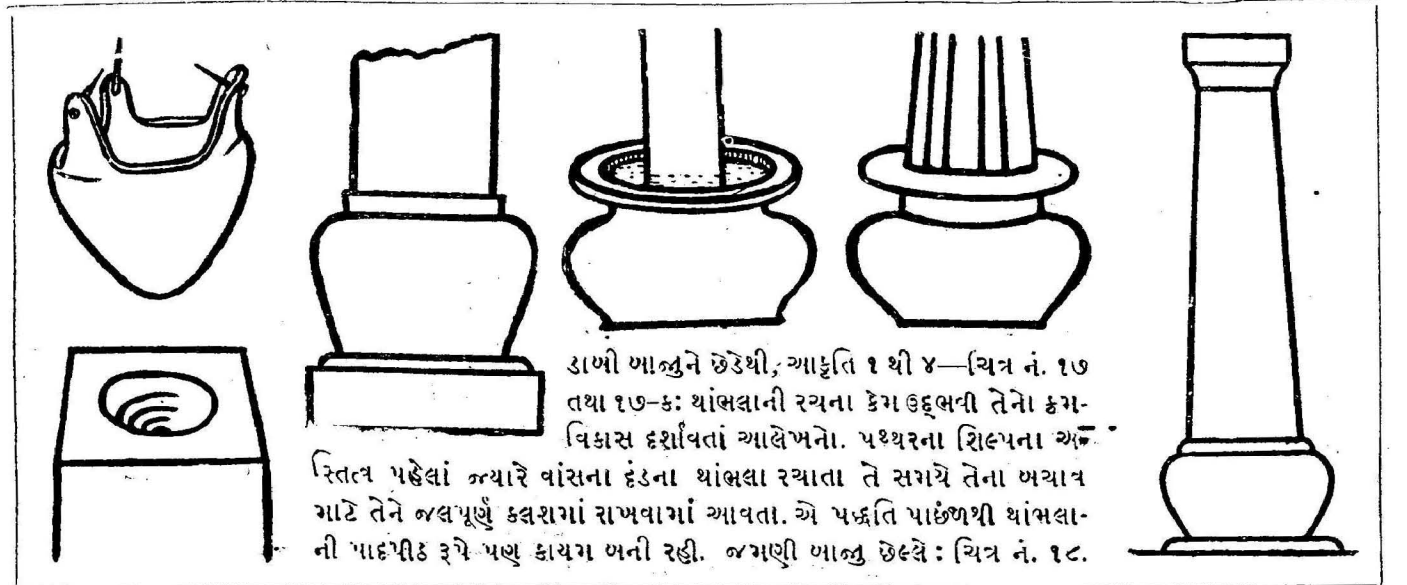 ડાબી બાજુને છેડેથી, આકૃતિ ૧ થી ૪—ચિત્ર નં. ૧૭
તથા ૧૭-ક: થાંભલાની રચના કેમ ઉદ્‌ભવી તેનો ક્રમ-
વિકાસ દર્શાવતાં આલેખનો. પથ્થરના શિલ્પના અ-
સ્તિત્વ પહેલાં જ્યારે વાંસના દંડના થાંભલા રચાતા તે સમયે તેના બચાવ
માટે તેને જલપૂર્ણ કલશમાં રાખવામાં આવતા. એ પદ્ધતિ પાછળથી થાંભલા-
ની પાદપીઠ રૂપે પણ કાયમ બની રહી. જમણી બાજુ છેલ્લે : ચિત્ર નં. ૧૮.